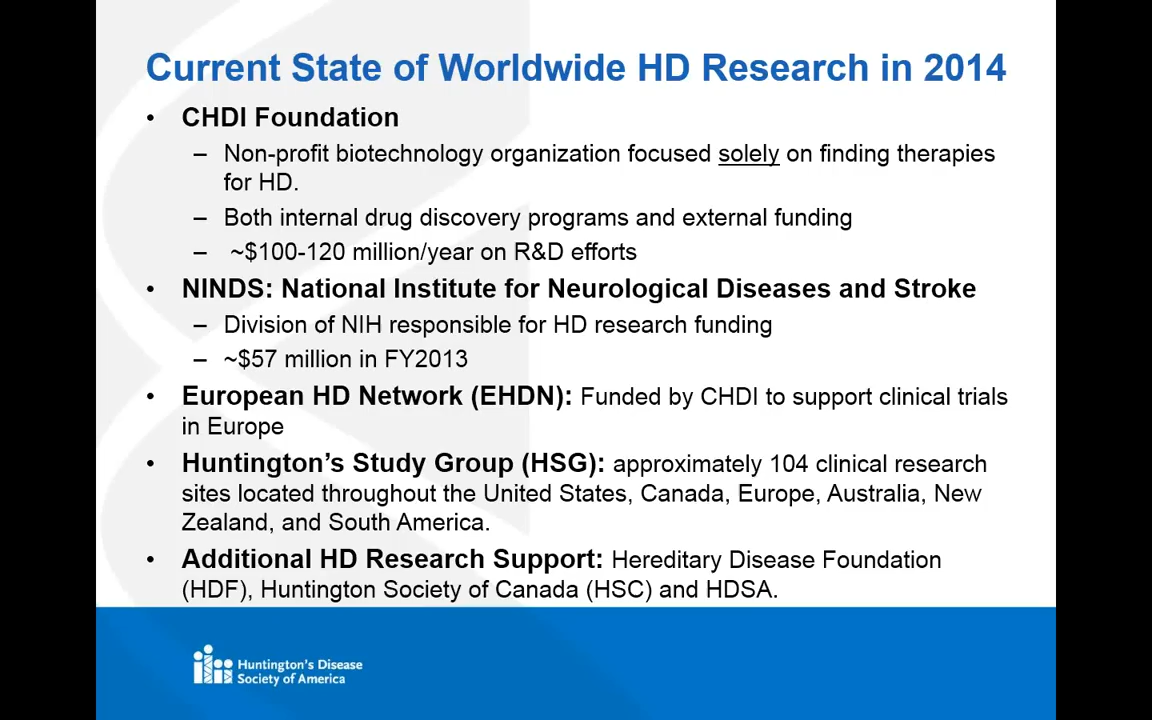 Current State of Worldwide HD Research in 2014
• CHDI Foundation
– Non-profit biotechnology organization focused solely on finding therapies
for HD.
– Both internal drug discovery programs and external funding
– ~$100-120 million/year on R&D efforts
• NINDS: National Institute for Neurological Diseases and Stroke
– Division of NIH responsible for HD research funding
– ~$57 million in FY2013
• European HD Network (EHDN): Funded by CHDI to support clinical trials
in Europe
• Huntington’s Study Group (HSG): approximately 104 clinical research
sites located throughout the United States, Canada, Europe, Australia, New
Zealand, and South America.
• Additional HD Research Support: Hereditary Disease Foundation
(HDF), Huntington Society of Canada (HSC) and HDSA.
Huntington’s Disease
Society of America